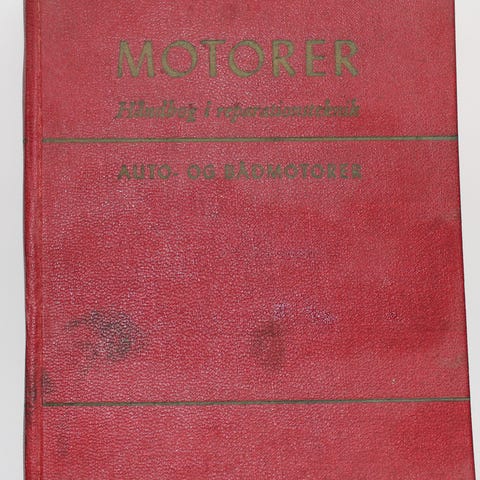 MOTORER
Håndbog i reparationsteknik
AUTO- OG BÅDMOTORER